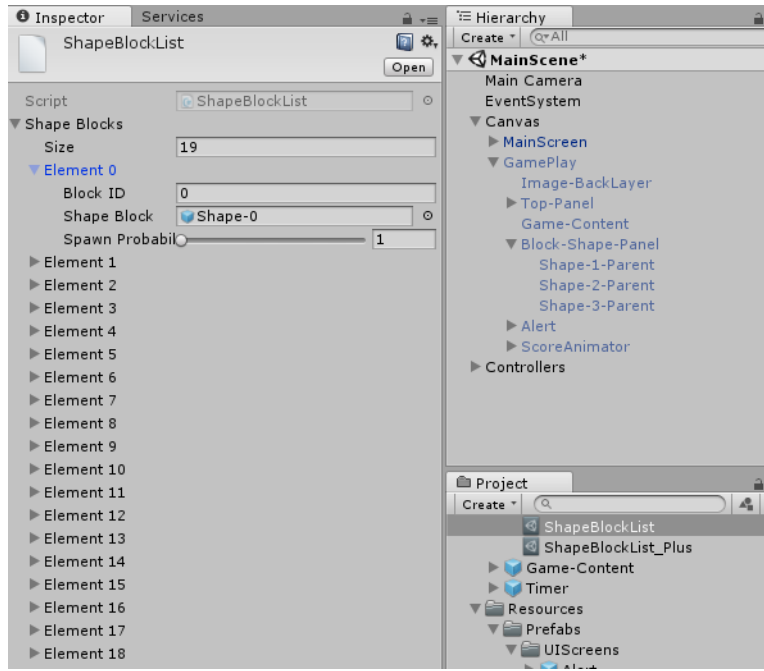 Inspector Services
ShapeBlockList
Open
Script ShapeBlockList
Shape Blocks
Size 19
Element 0
Block ID 0
Shape Block Shape-0
Spawn Probabil 1
Element 1
Element 2
Element 3
Element 4
Element 5
Element 6
Element 7
Element 8
Element 9
Element 10
Element 11
Element 12
Element 13
Element 14
Element 15
Element 16
Element 17
Element 18
Hierarchy
Create All
MainScene*
Main Camera
EventSystem
Canvas
MainScreen
GamePlay
Image-BackLayer
Top-Panel
Game-Content
Block-Shape-Panel
Shape-1-Parent
Shape-2-Parent
Shape-3-Parent
Alert
ScoreAnimator
Controllers
Project
Create
ShapeBlockList
ShapeBlockList_Plus
Game-Content
Timer
Resources
Prefabs
UIScreens
Alert